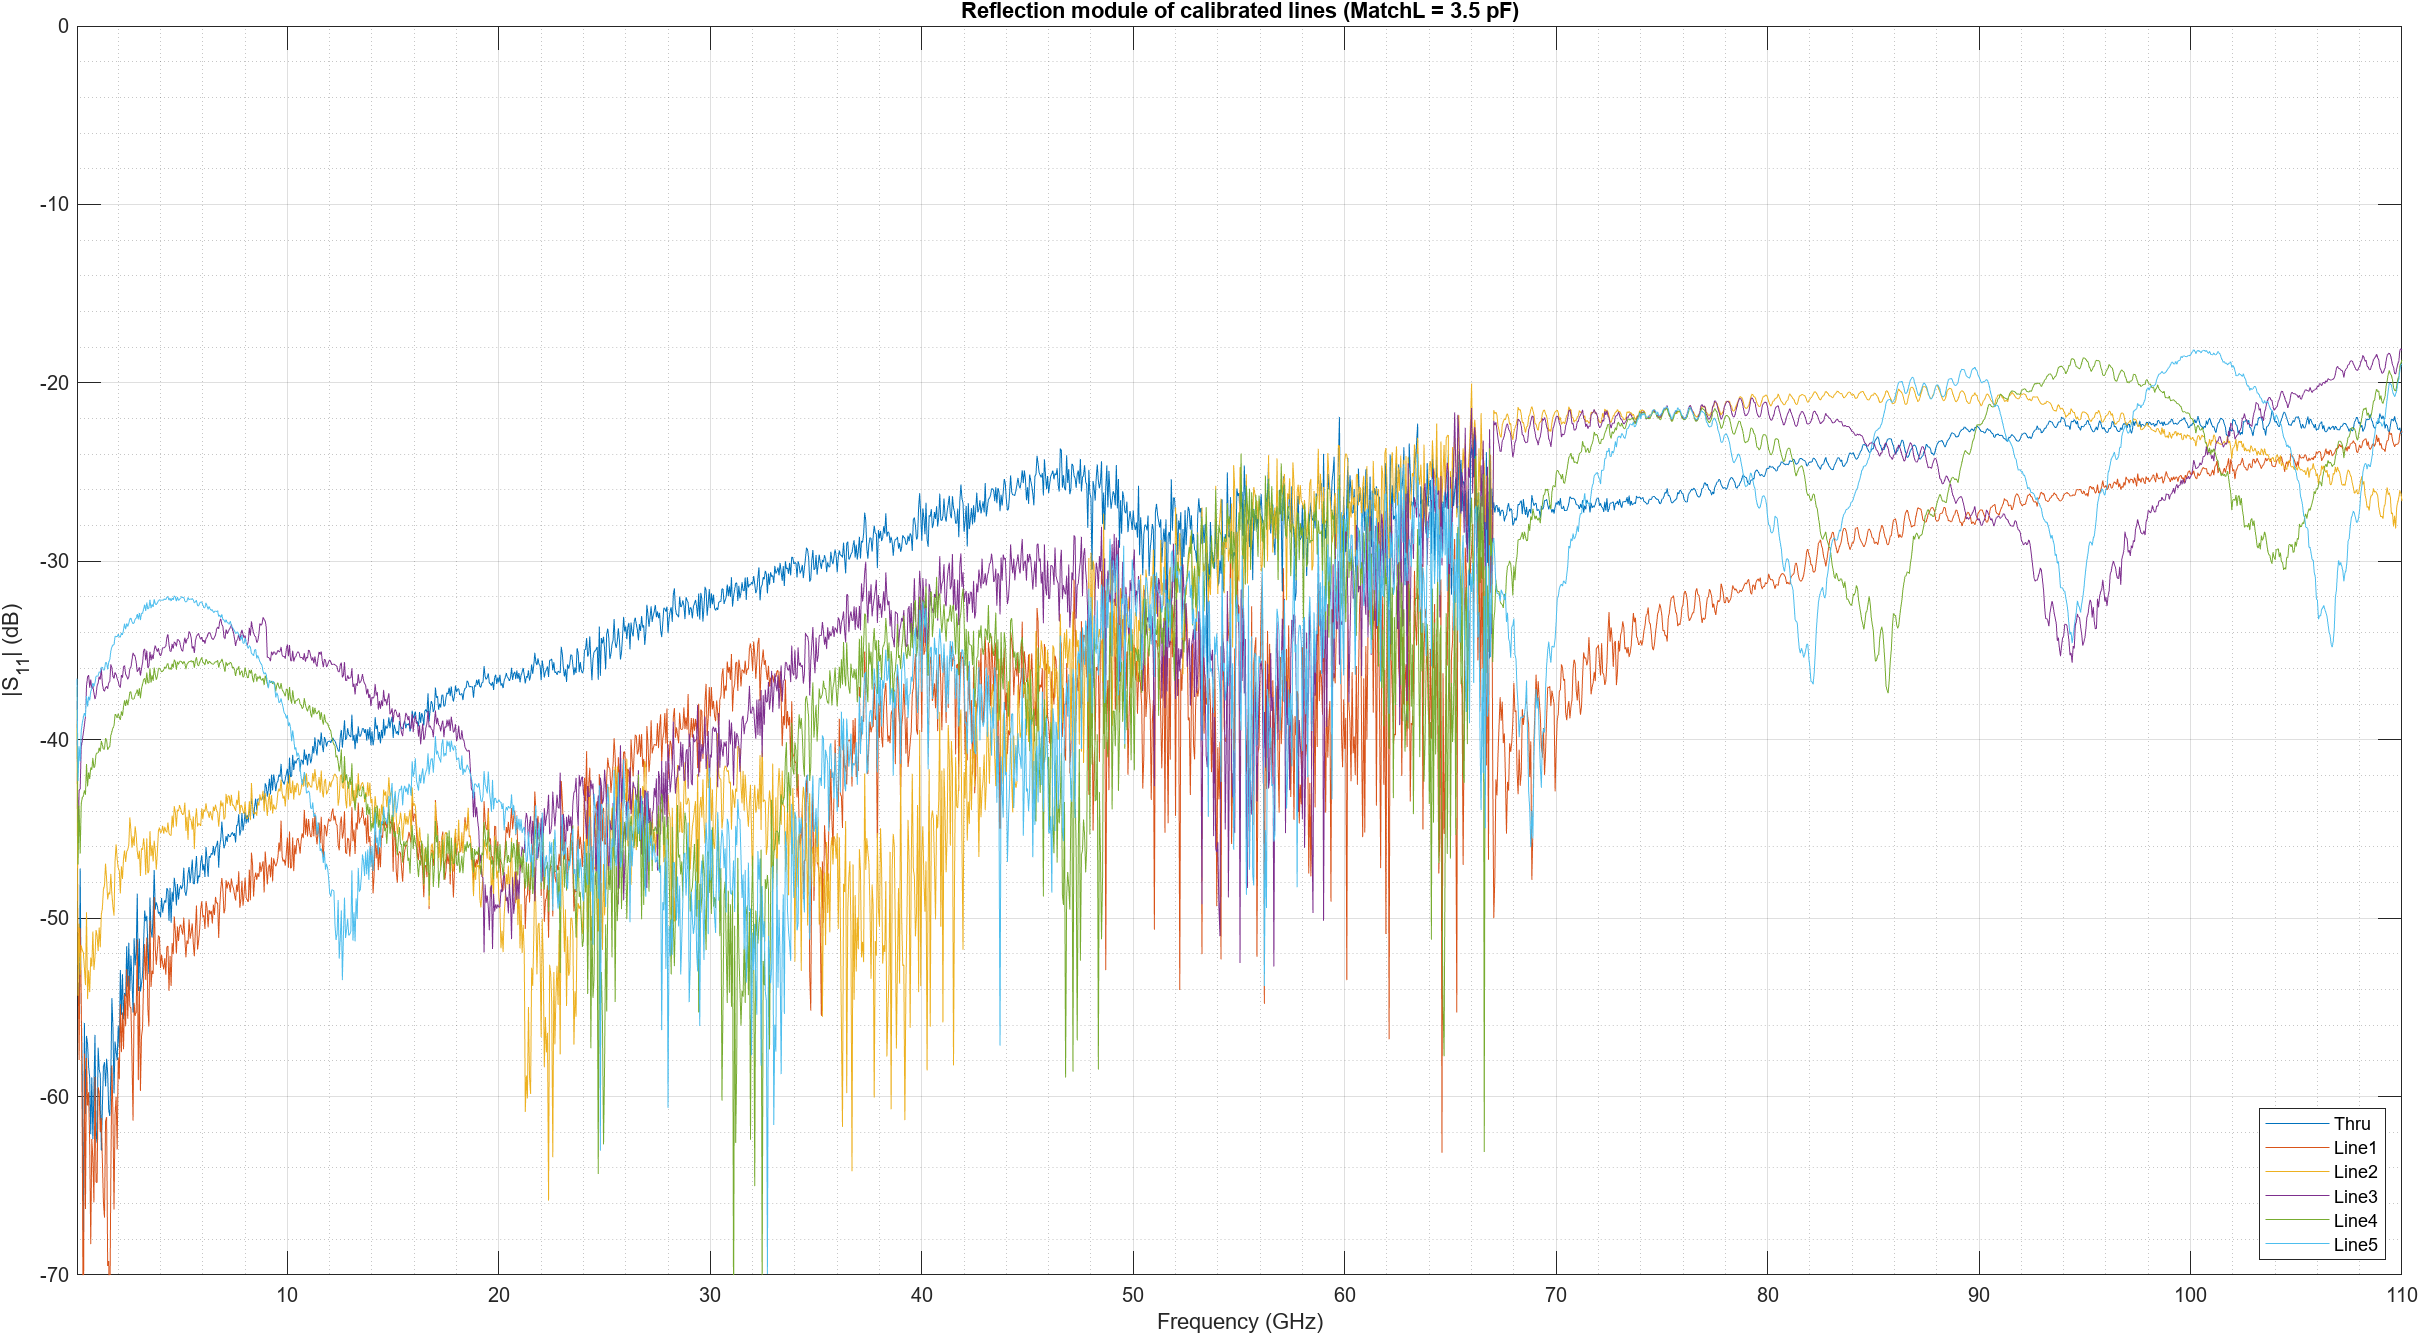 Reflection module of calibrated lines (MatchL = 3.5 pF)
0
-10
-20
-30
-40
-50
-60
-70
|S11| (dB)
10 20 30 40 50 60 70 80 90 100 110
Frequency (GHz)
Thru
Line1
Line2
Line3
Line4
Line5